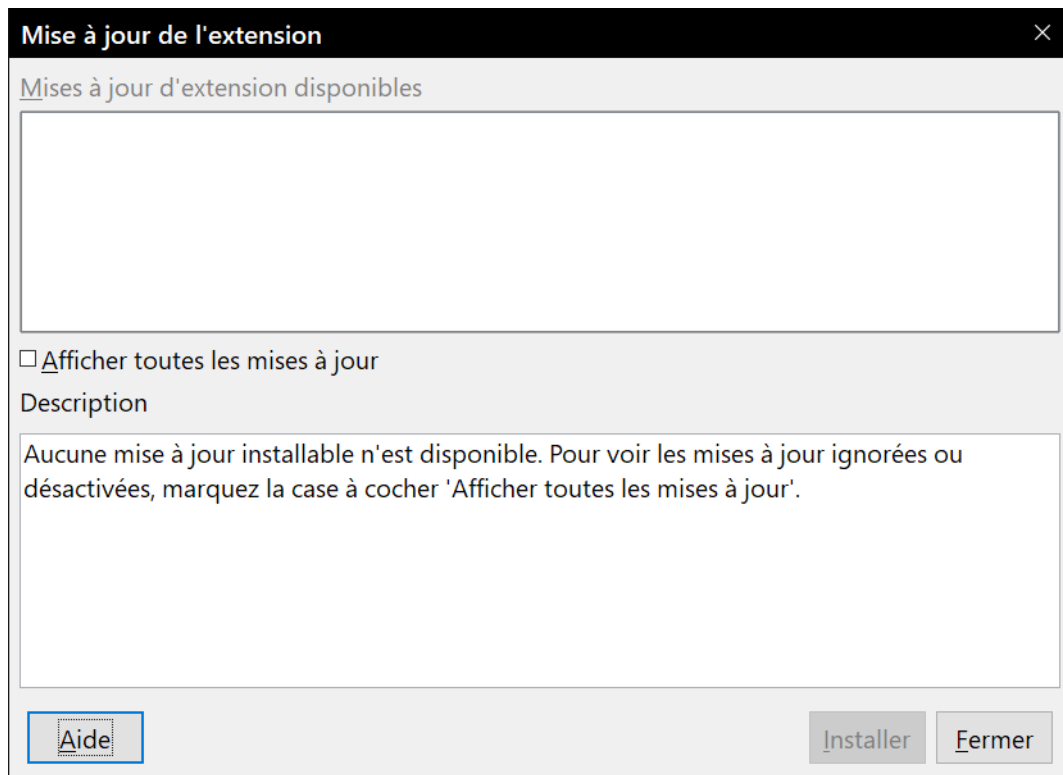 Mise à jour de l'extension
Mises à jour d'extension disponibles
Afficher toutes les mises à jour
Description
Aucune mise à jour installable n'est disponible. Pour voir les mises à jour ignorées ou
désactivées, marquez la case à cocher 'Afficher toutes les mises à jour'.
Aide
Installer
Fermer